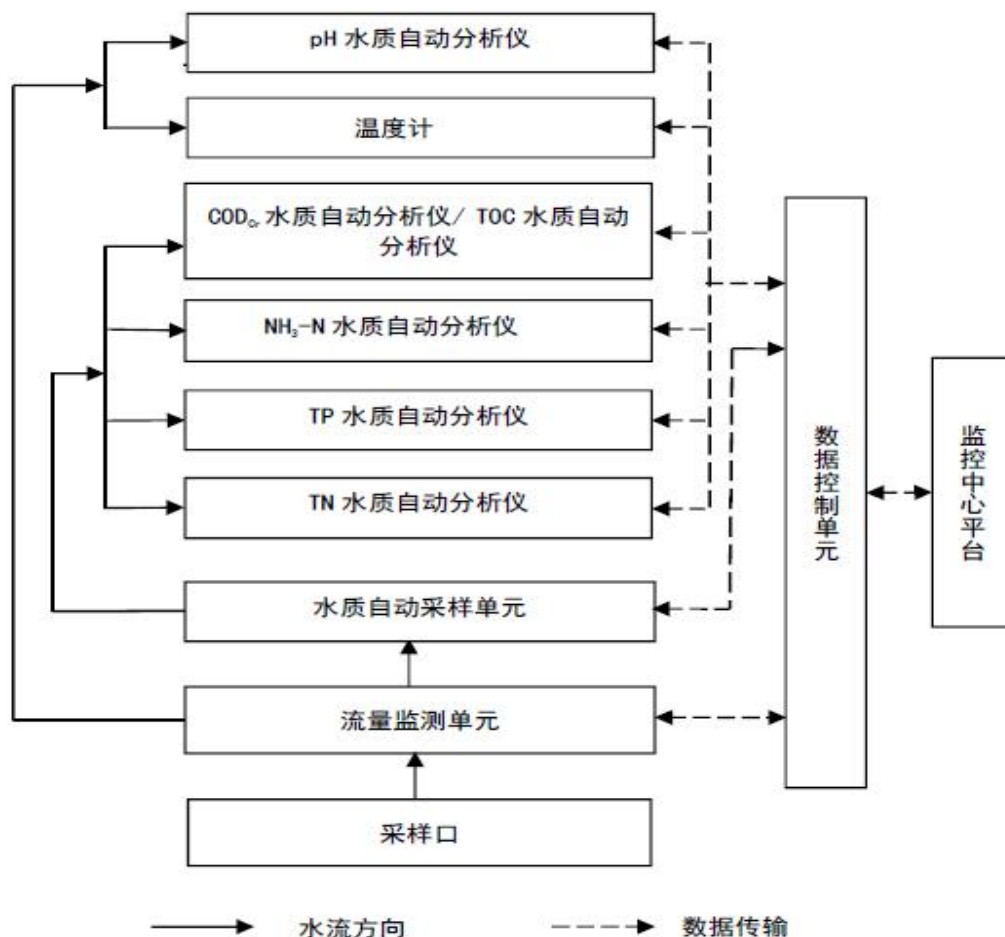 pH 水质自动分析仪
温度计
CODCr 水质自动分析仪/ TOC 水质自动
分析仪
NH3-N 水质自动分析仪
TP 水质自动分析仪
TN 水质自动分析仪
水质自动采样单元
流量监测单元
采样口
数据控制单元
监控中心平台
水流方向
数据传输